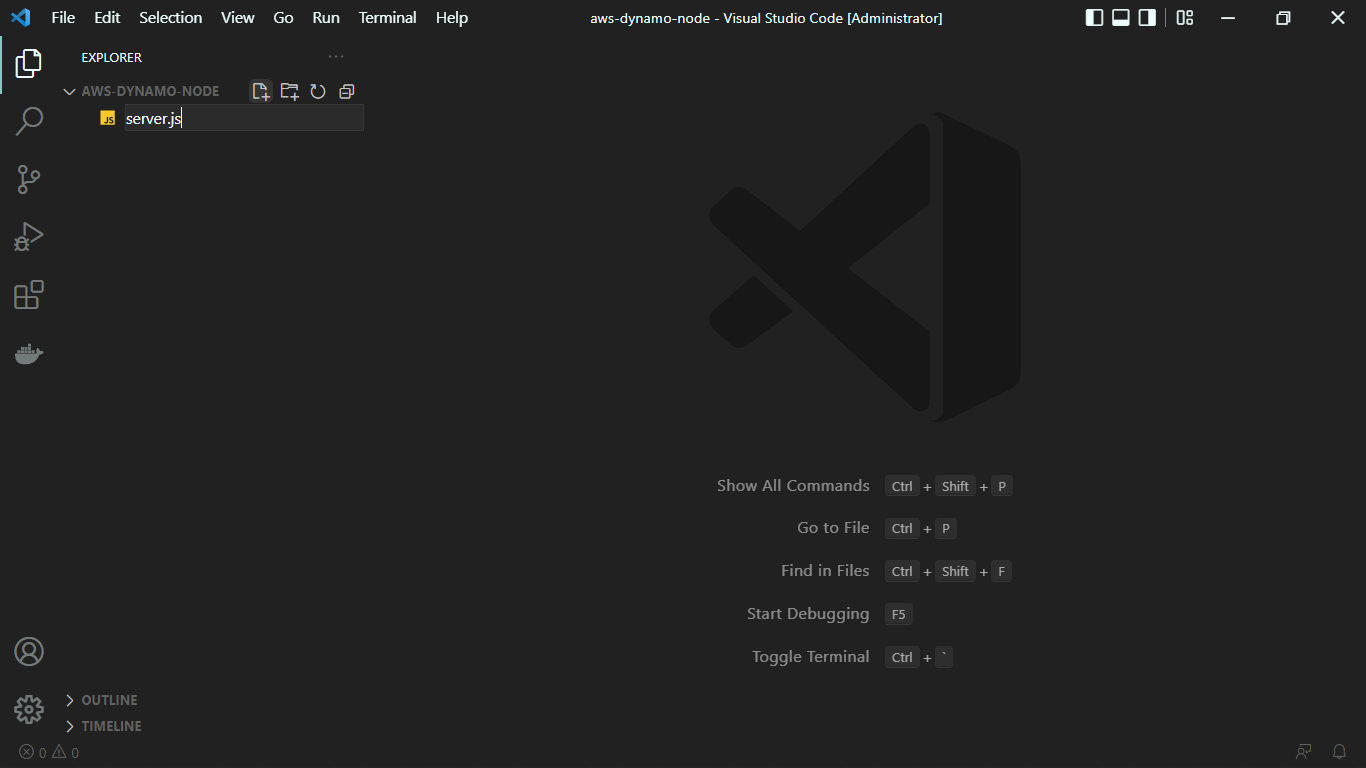 File Edit Selection View Go Run Terminal Help aws-dynamo-node - Visual Studio Code [Administrator]
EXPLORER
AWS-DYNAMO-NODE
JS server.js
Show All Commands Ctrl + Shift + P
Go to File Ctrl + P
Find in Files Ctrl + Shift + F
Start Debugging F5
Toggle Terminal Ctrl + `
OUTLINE
TIMELINE
0 0